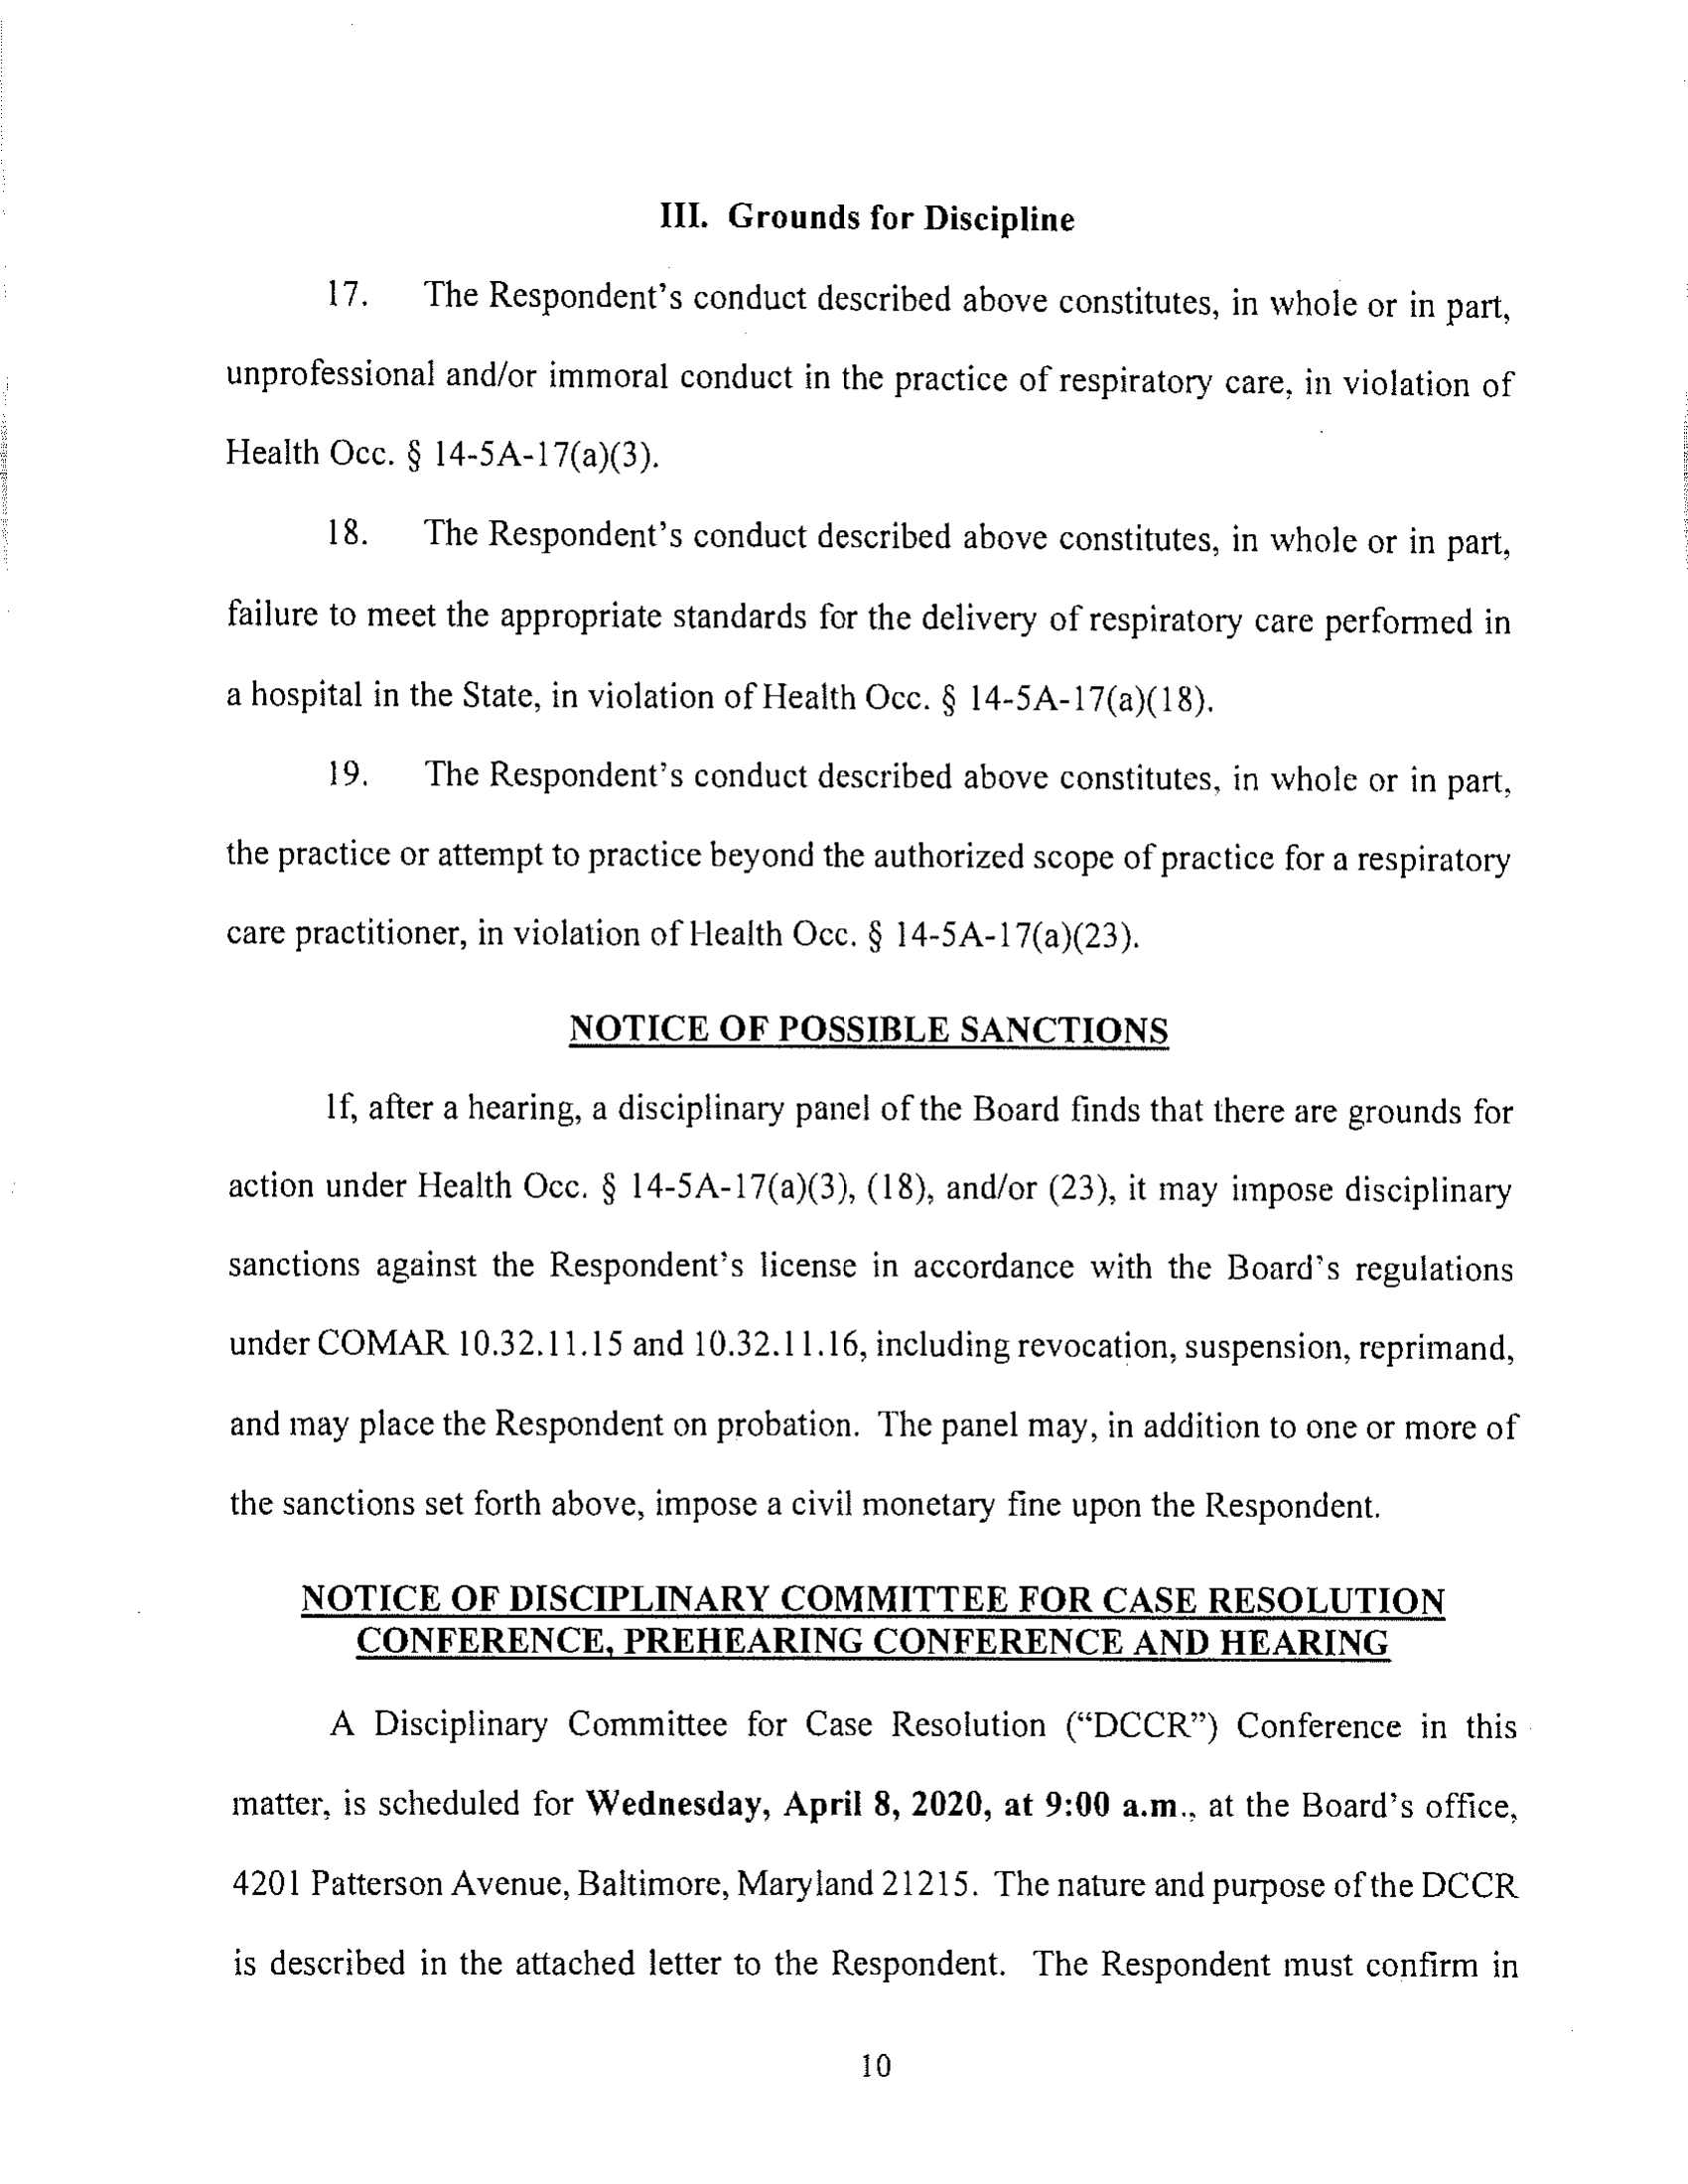 III. Grounds for Discipline
17. The Respondent's conduct described above constitutes, in whole or in part,
unprofessional and/or immoral conduct in the practice of respiratory care, in violation of
Health Occ. § 14-5A-17(a)(3).
18. The Respondent's conduct described above constitutes, in whole or in part,
failure to meet the appropriate standards for the delivery of respiratory care performed in
a hospital in the State, in violation of Health Occ. § 14-5A-17(a)(18).
19. The Respondent's conduct described above constitutes, in whole or in part,
the practice or attempt to practice beyond the authorized scope of practice for a respiratory
care practitioner, in violation of Health Occ. § 14-5A-17(a)(23).
NOTICE OF POSSIBLE SANCTIONS
If, after a hearing, a disciplinary panel of the Board finds that there are grounds for
action under Health Occ. § 14-5A-17(a)(3), (18), and/or (23), it may impose disciplinary
sanctions against the Respondent's license in accordance with the Board's regulations
under COMAR 10.32.11.15 and 10.32.11.16, including revocation, suspension, reprimand,
and may place the Respondent on probation. The panel may, in addition to one or more of
the sanctions set forth above, impose a civil monetary fine upon the Respondent.
NOTICE OF DISCIPLINARY COMMITTEE FOR CASE RESOLUTION
CONFERENCE, PREHEARING CONFERENCE AND HEARING
A Disciplinary Committee for Case Resolution ("DCCR") Conference in this
matter, is scheduled for Wednesday, April 8, 2020, at 9:00 a.m., at the Board's office,
4201 Patterson Avenue, Baltimore, Maryland 21215. The nature and purpose of the DCCR
is described in the attached letter to the Respondent. The Respondent must confirm in
10